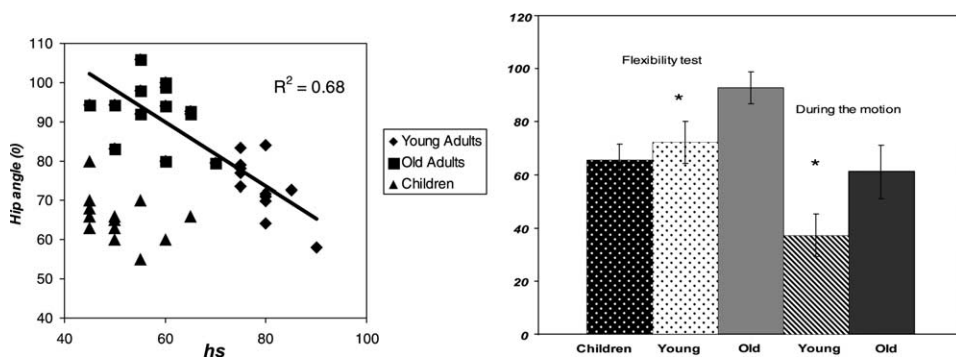 110
100
90
80
70
60
50
40
Hip angle (θ)
R² = 0.68
40 60 80 100
hs
Young Adults
Old Adults
Children
120
100
80
60
40
20
0
Flexibility test
*
During the motion
*
Children Young Old Young Old